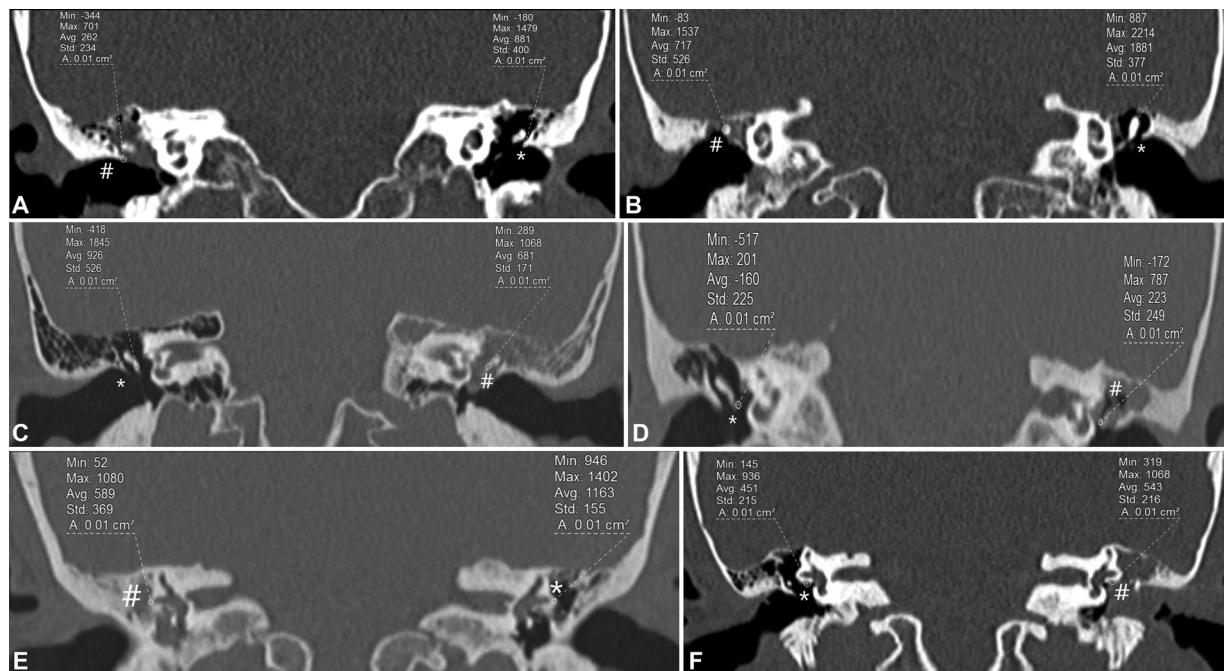 Min: -344
Max: 701
Avg: 262
Std: 234
A: 0.01 cm²
#
Min: -180
Max: 1479
Avg: 881
Std: 400
A: 0.01 cm²
*
A
Min: -83
Max: 1537
Avg: 717
Std: 526
A: 0.01 cm²
#
Min: 887
Max: 2214
Avg: 1881
Std: 377
A: 0.01 cm²
*
B
Min: -418
Max: 1845
Avg: 926
Std: 526
A: 0.01 cm²
*
Min: 289
Max: 1068
Avg: 681
Std: 171
A: 0.01 cm²
#
C
Min: -517
Max: 201
Avg: -160
Std: 225
A: 0.01 cm²
*
Min: -172
Max: 787
Avg: 223
Std: 249
A: 0.01 cm²
#
D
Min: 52
Max: 1080
Avg: 589
Std: 369
A: 0.01 cm²
#
Min: 946
Max: 1402
Avg: 1163
Std: 155
A: 0.01 cm²
*
E
Min: 145
Max: 936
Avg: 451
Std: 215
A: 0.01 cm²
*
Min: 319
Max: 1068
Avg: 543
Std: 216
A: 0.01 cm²
#
F